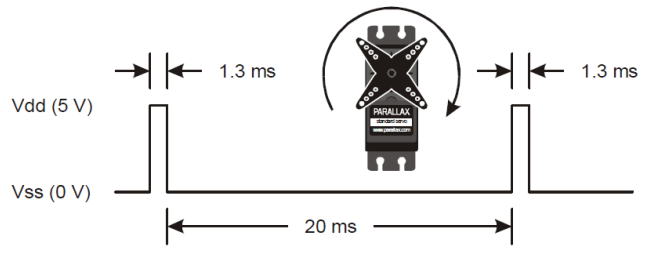 1.3 ms
1.3 ms
Vdd (5 V)
PARALLAX
standard servo
www.parallax.com
Vss (0 V)
20 ms